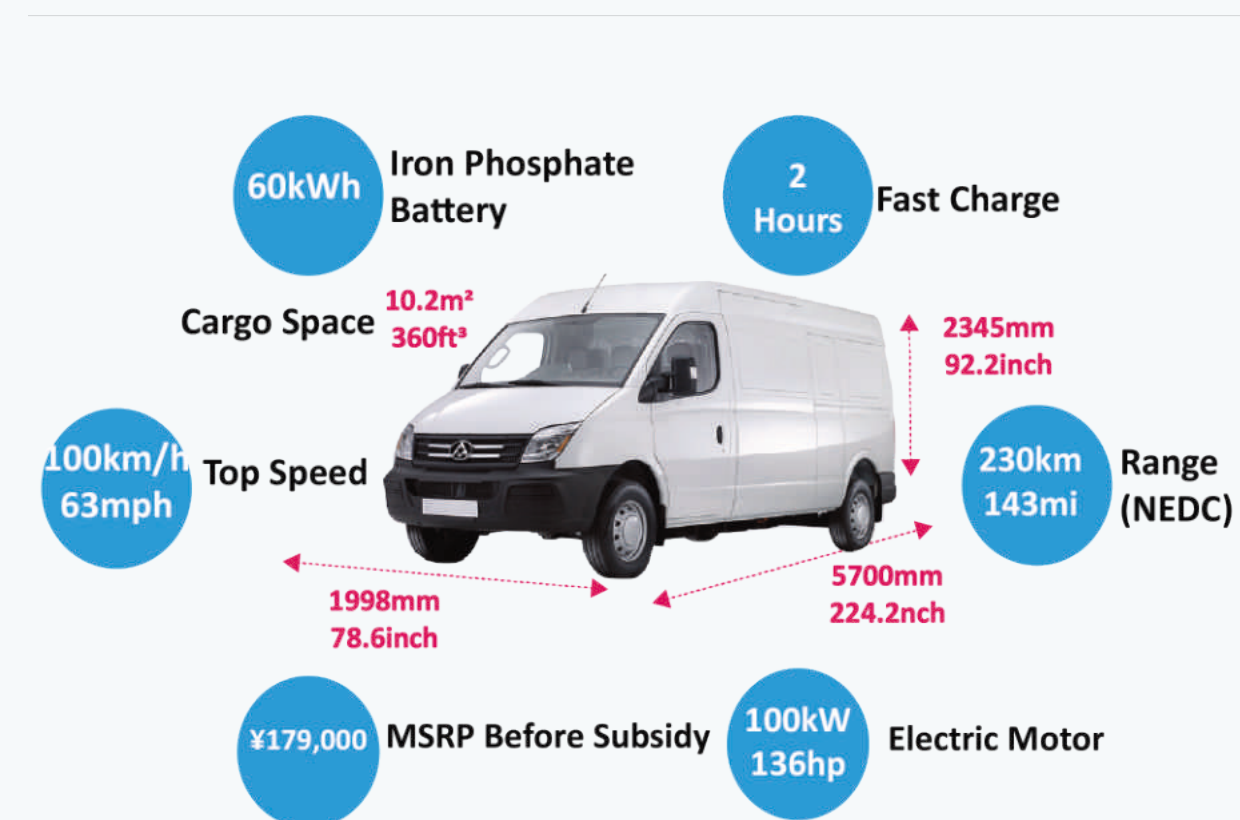 60kWh
Iron Phosphate
Battery
2
Hours
Fast Charge
Cargo Space
10.2m²
360ft³
2345mm
92.2inch
100km/h
63mph
Top Speed
230km
143mi
Range
(NEDC)
1998mm
78.6inch
5700mm
224.2nch
¥179,000
MSRP Before Subsidy
100kW
136hp
Electric Motor